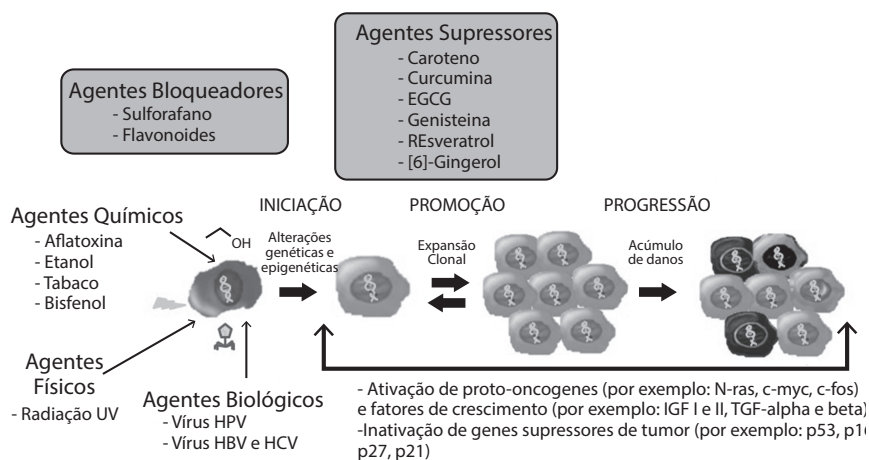 Agentes Supressores
- Caroteno
- Curcumina
- EGCG
- Genisteina
- REsveratrol
- [6]-Gingerol
Agentes Bloqueadores
- Sulforafano
- Flavonoides
INICIAÇÃO
PROMOÇÃO
PROGRESSÃO
Agentes Químicos
- Aflatoxina
- Etanol
- Tabaco
- Bisfenol
OH
Alterações
genéticas e
epigenéticas
Expansão
Clonal
Acúmulo
de danos
Agentes
Físicos
- Radiação UV
Agentes Biológicos
- Vírus HPV
- Vírus HBV e HCV
- Ativação de proto-oncogenes (por exemplo: N-ras, c-myc, c-fos)
e fatores de crescimento (por exemplo: IGF I e II, TGF-alpha e beta)
-Inativação de genes supressores de tumor (por exemplo: p53,
p27, p21)